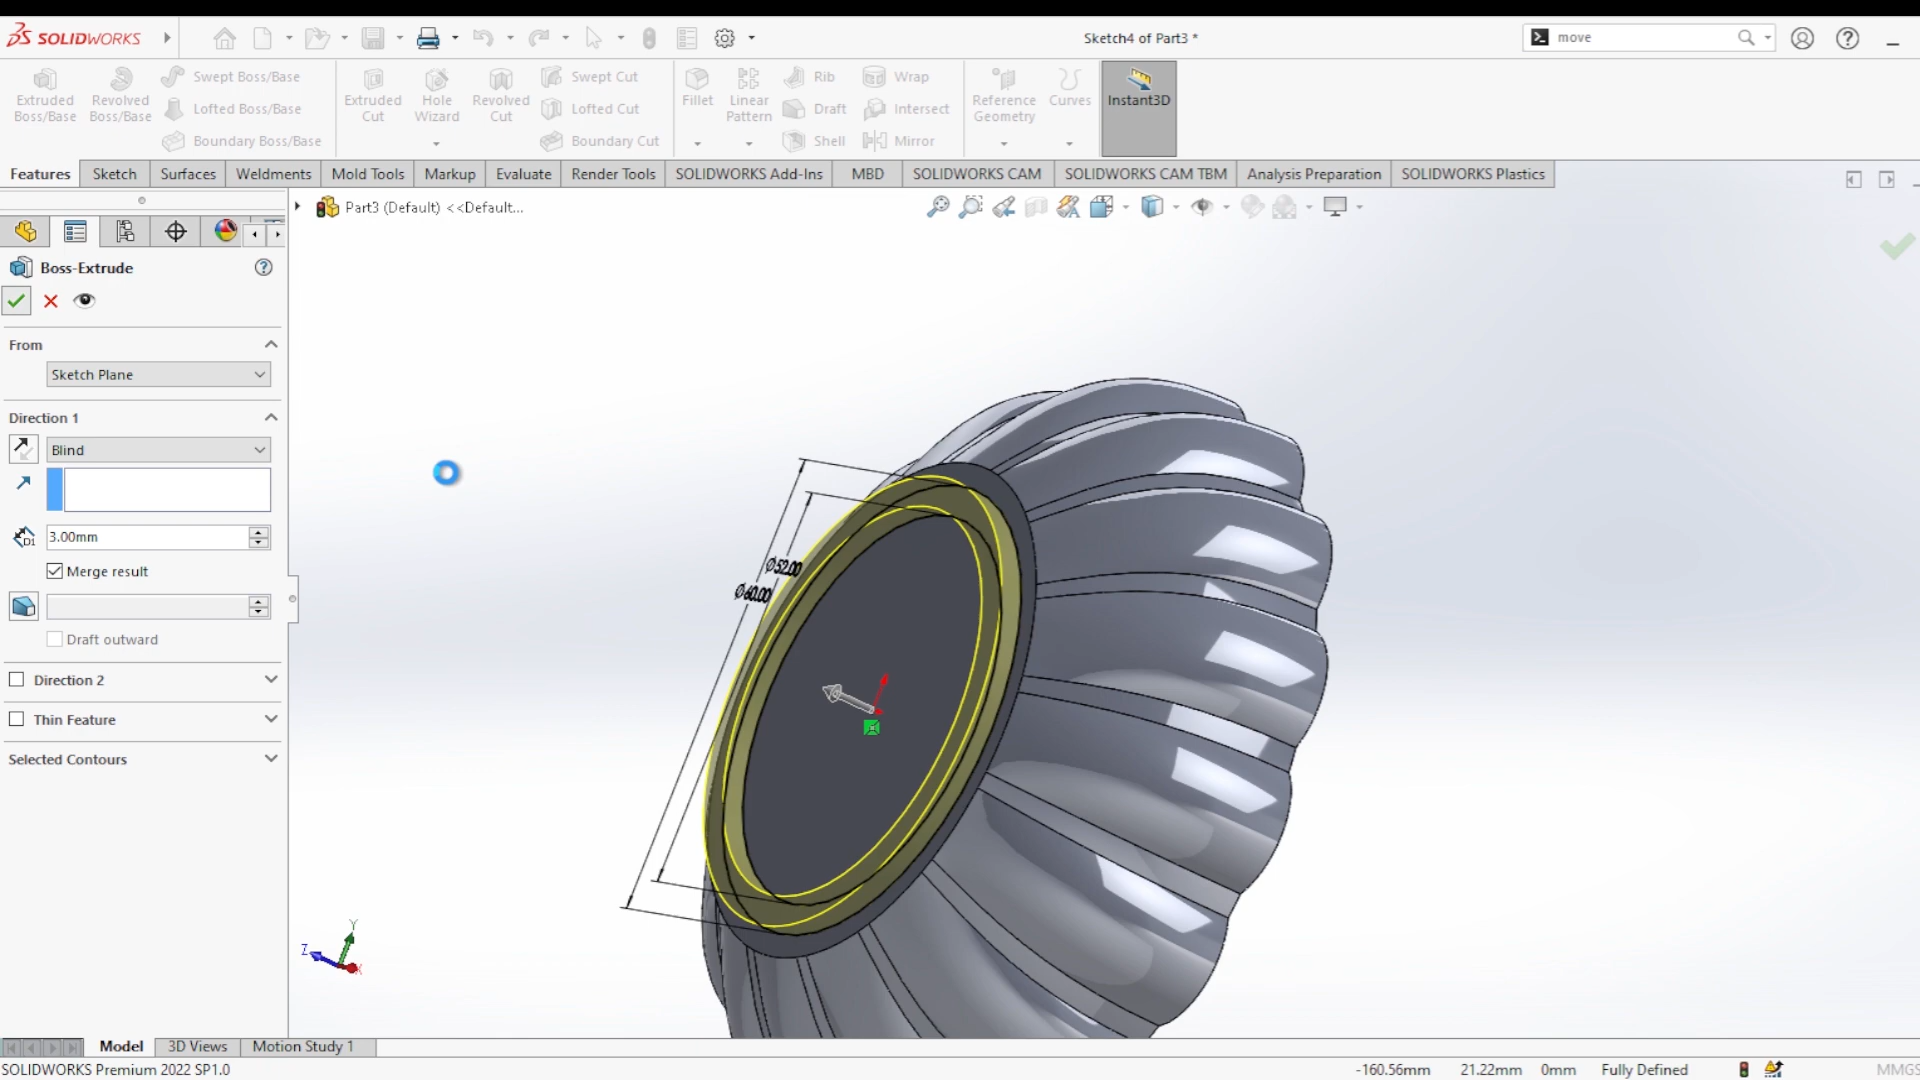 SOLIDWORKS
Sketch4 of Part3 *
move
Extruded Boss/Base
Revolved Boss/Base
Swept Boss/Base
Lofted Boss/Base
Boundary Boss/Base
Extruded Cut
Hole Wizard
Revolved Cut
Swept Cut
Lofted Cut
Boundary Cut
Fillet
Linear Pattern
Rib
Draft
Shell
Wrap
Intersect
Mirror
Reference Geometry
Curves
Instant3D
Features
Sketch
Surfaces
Weldments
Mold Tools
Markup
Evaluate
Render Tools
SOLIDWORKS Add-Ins
MBD
SOLIDWORKS CAM
SOLIDWORKS CAM TBM
Analysis Preparation
SOLIDWORKS Plastics
Part3 (Default) <<Default...
Boss-Extrude
From
Sketch Plane
Direction 1
Blind
D1
3.00mm
Merge result
Draft outward
Direction 2
Thin Feature
Selected Contours
Ø52.00
Ø60.00
Y
Z
X
Model
3D Views
Motion Study 1
SOLIDWORKS Premium 2022 SP1.0
-160.56mm
21.22mm
0mm
Fully Defined
MMGS